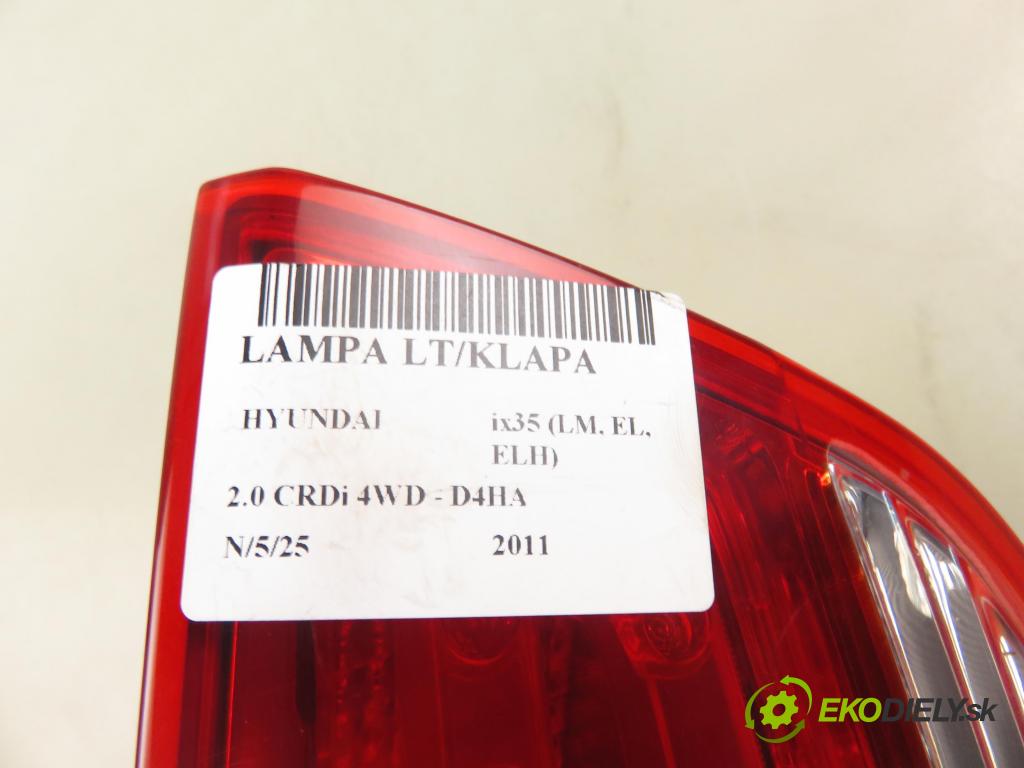 LAMPA LT/KLAPA
HYUNDAI ix35 (LM, EL,
ELH)
2.0 CRDi 4WD - D4HA
N/5/25 2011
EKODIELY.sk